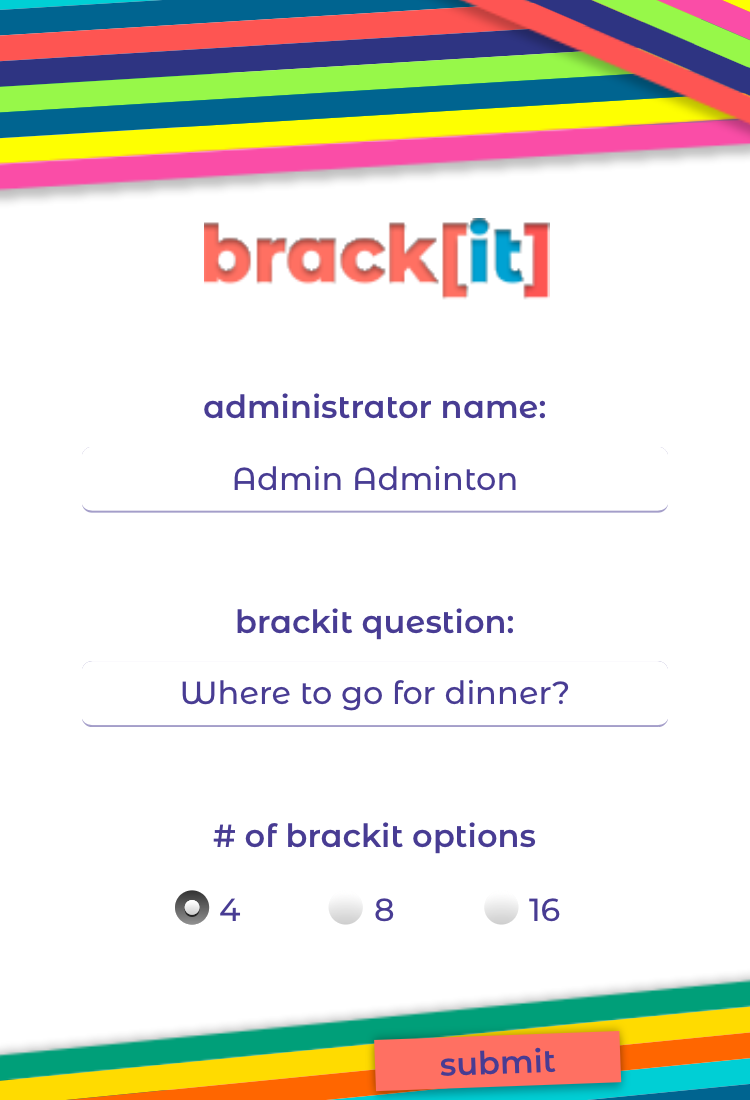 brack[it]
administrator name:
Admin Adminton
brackit question:
Where to go for dinner?
# of brackit options
4 8 16
submit